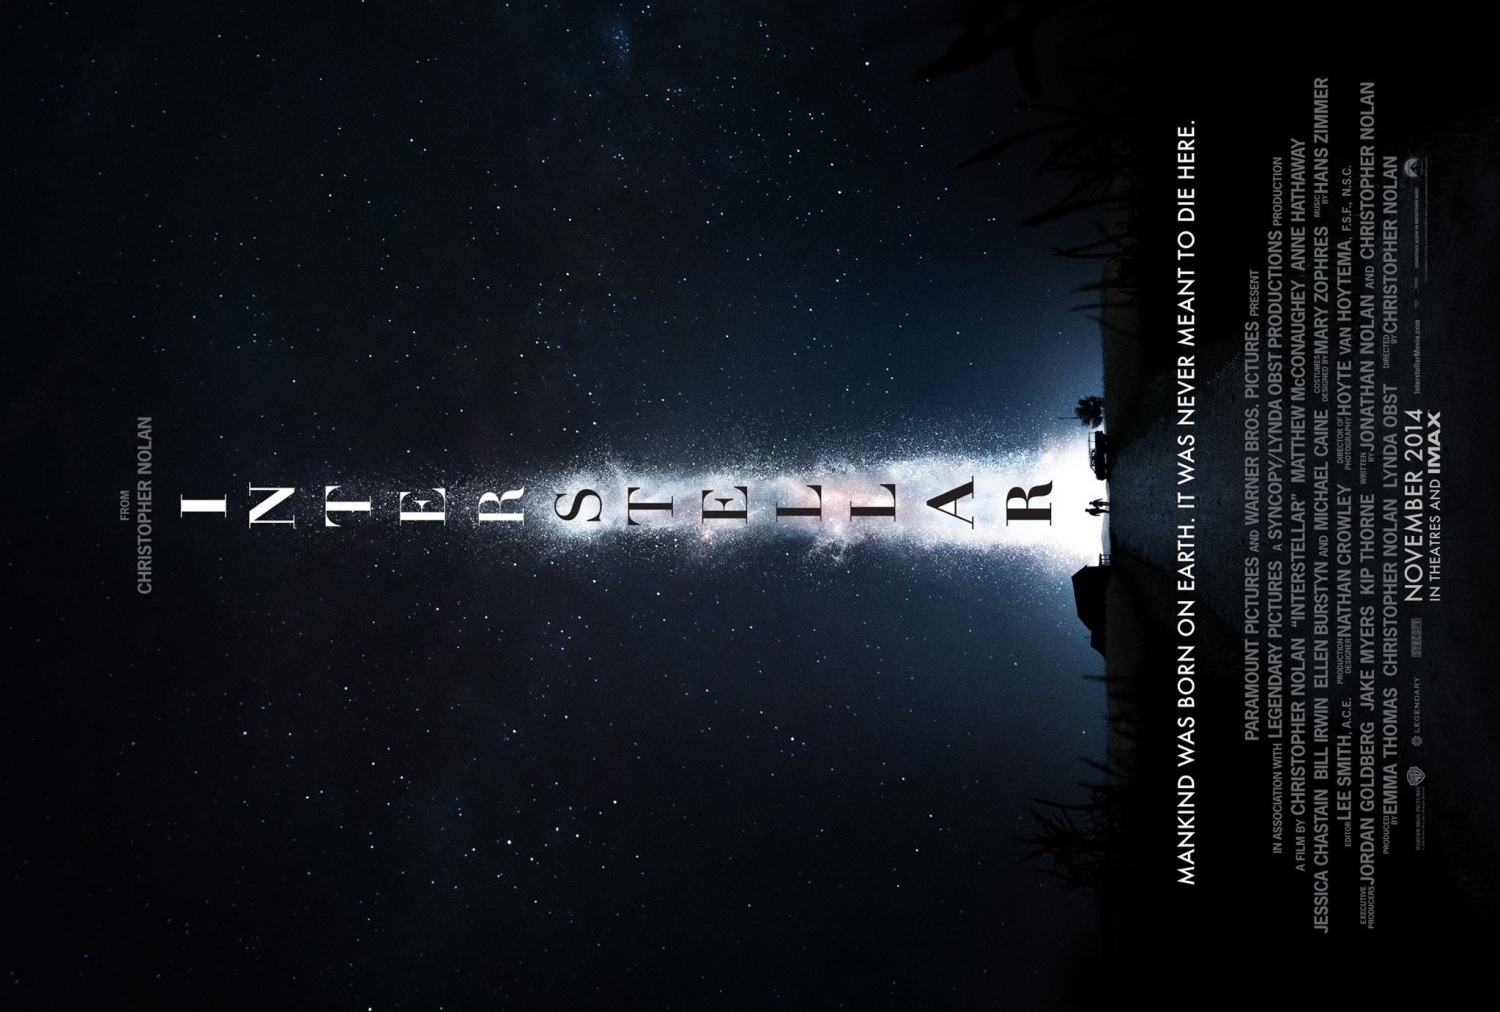 FROM
CHRISTOPHER NOLAN
INTERSTELLAR
MANKIND WAS BORN ON EARTH. IT WAS NEVER MEANT TO DIE HERE.
PARAMOUNT PICTURES AND WARNER BROS. PICTURES PRESENT
IN ASSOCIATION WITH LEGENDARY PICTURES A SYNCOPY/LYNDA OBST PRODUCTIONS PRODUCTION
A FILM BY CHRISTOPHER NOLAN "INTERSTELLAR" MATTHEW McCONAUGHEY ANNE HATHAWAY
JESSICA CHASTAIN BILL IRWIN ELLEN BURSTYN AND MICHAEL CAINE COSTUMES DESIGNED BY MARY ZOPHRES MUSIC BY HANS ZIMMER
EDITOR LEE SMITH, A.C.E. PRODUCTION DESIGNER NATHAN CROWLEY DIRECTOR OF PHOTOGRAPHY HOYTE VAN HOYTEMA, F.S.F., N.S.C.
EXECUTIVE PRODUCERS JORDAN GOLDBERG JAKE MYERS KIP THORNE WRITTEN BY JONATHAN NOLAN AND CHRISTOPHER NOLAN
PRODUCED BY EMMA THOMAS CHRISTOPHER NOLAN LYNDA OBST DIRECTED BY CHRISTOPHER NOLAN
LEGENDARY NOVEMBER 2014 InterstellarMovie.com
IN THEATRES AND IMAX